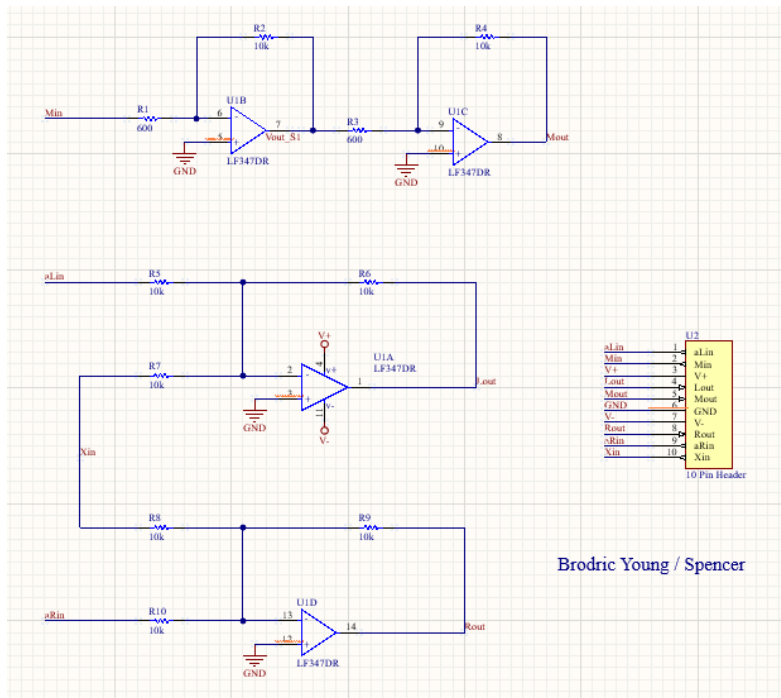 R2
10k
R4
10k
Min
R1
600
U1B
6
5
7
Vout_S1
LF347DR
GND
R3
600
U1C
9
10
8
Mout
LF347DR
GND
aLin
R5
10k
R6
10k
V+
U1A
LF347DR
R7
10k
2
3
4
V+
1
Lout
11
V-
V-
GND
Xin
R8
10k
R9
10k
aRin
R10
10k
U1D
13
12
14
Rout
LF347DR
GND
U2
aLin 1 aLin
Min 2 Min
V+ 3 V+
Lout 4 Lout
Mout 5 Mout
GND 6 GND
V- 7 V-
Rout 8 Rout
aRin 9 aRin
Xin 10 Xin
10 Pin Header
Brodric Young / Spencer